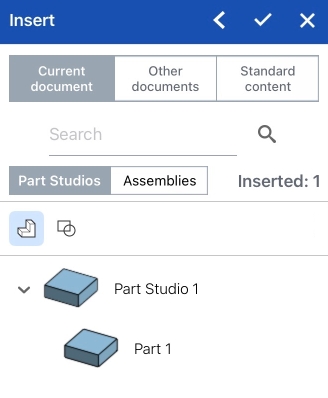 Insert
Current document
Other documents
Standard content
Search
Part Studios
Assemblies
Inserted: 1
Part Studio 1
Part 1